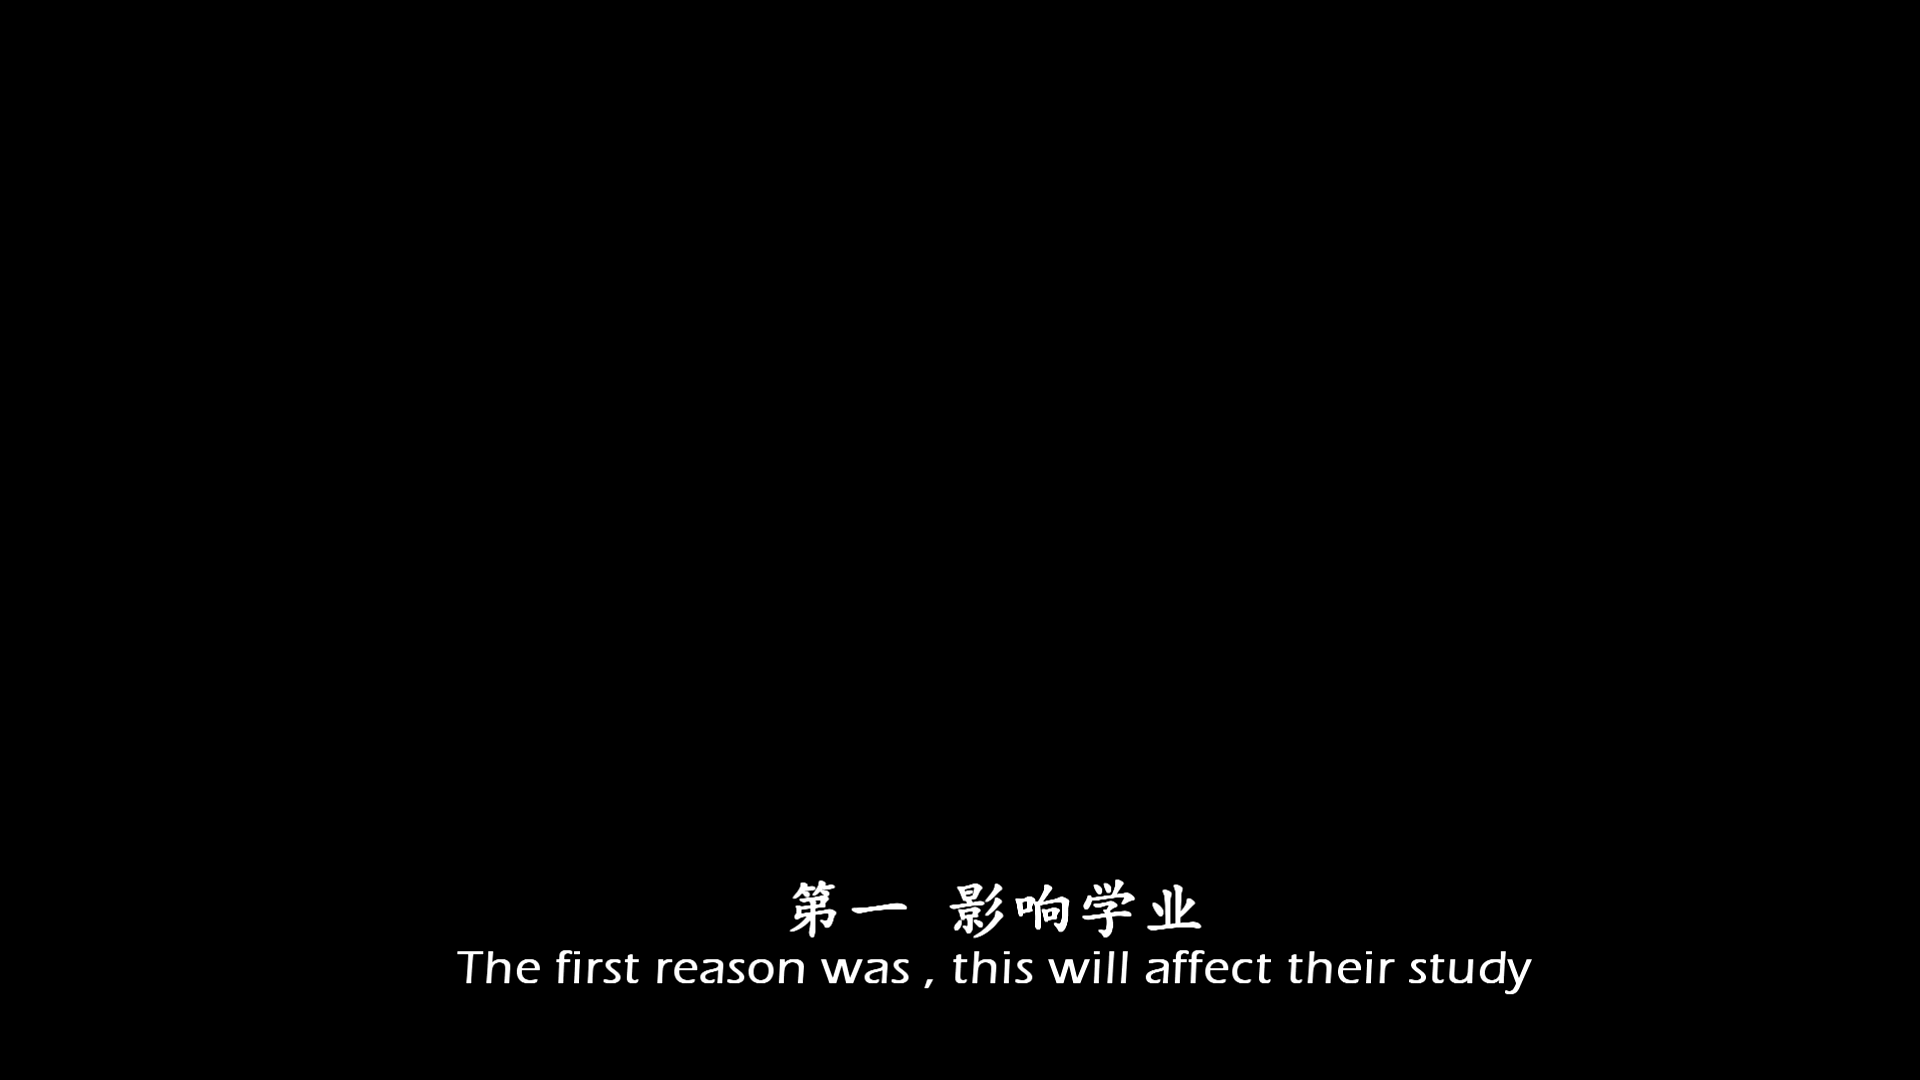 第一 影响学业
The first reason was , this will affect their study